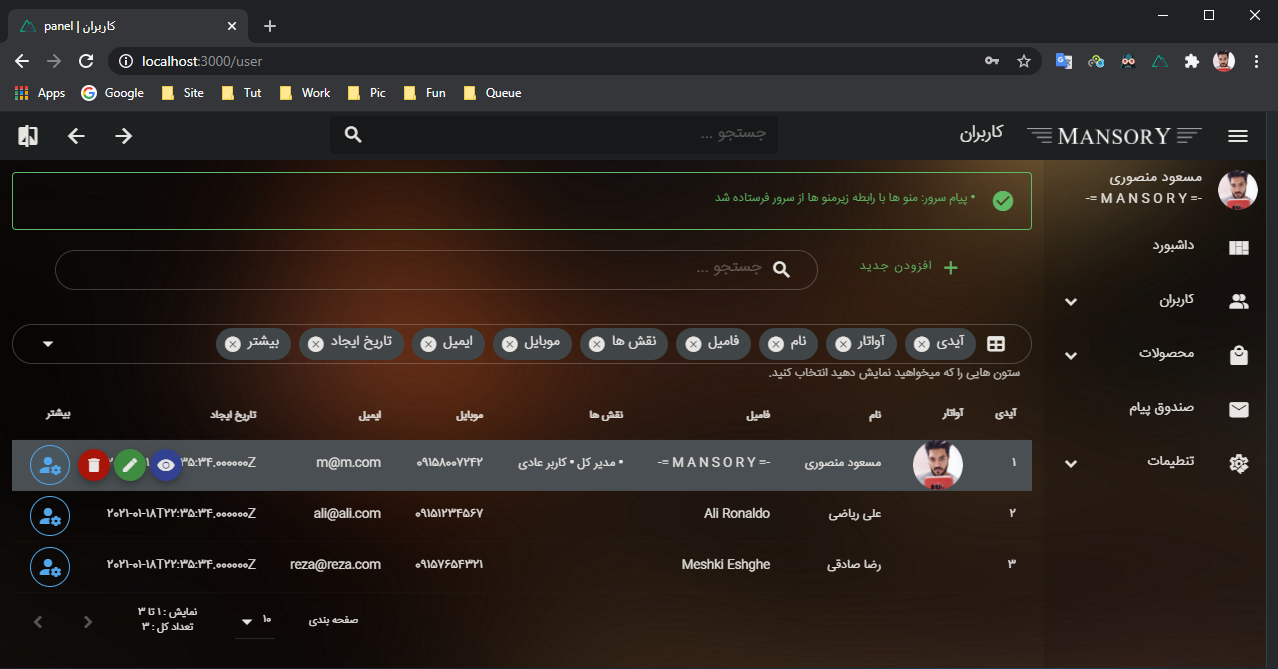 panel | کاربران
localhost:3000/user
Apps
Google
Site
Tut
Work
Pic
Fun
Queue
MANSORY
کاربران
جستجو ...
مسعود منصوری
-= M A N S O R Y =-
داشبورد
کاربران
محصولات
صندوق پیام
تنظیمات
• پیام سرور: منو ها با رابطه زیرمنو ها از سرور فرستاده شد
افزودن جدید
جستجو ...
آیدی آواتار نام فامیل نقش ها موبایل ایمیل تاریخ ایجاد بیشتر
ستون هایی را که میخواهید نمایش دهید انتخاب کنید.
آیدی آواتار نام فامیل نقش ها موبایل ایمیل تاریخ ایجاد بیشتر
۱ مسعود منصوری -= M A N S O R Y =- • مدیر کل • کاربر عادی ۰۹۱۵۸۰۰۷۲۴۲ m@m.com
۲ علی ریاضی Ali Ronaldo ۰۹۱۵۱۲۳۴۵۶۷ ali@ali.com ۲۰۲۱-۰۱-۱۸T۲۲:۳۵:۳۴.۰۰۰۰۰۰Z
۳ رضا صادقی Meshki Eshghe ۰۹۱۵۷۶۵۴۳۲۱ reza@reza.com ۲۰۲۱-۰۱-۱۸T۲۲:۳۵:۳۴.۰۰۰۰۰۰Z
صفحه بندی ۱۰
نمایش : ۱ تا ۳
تعداد کل : ۳